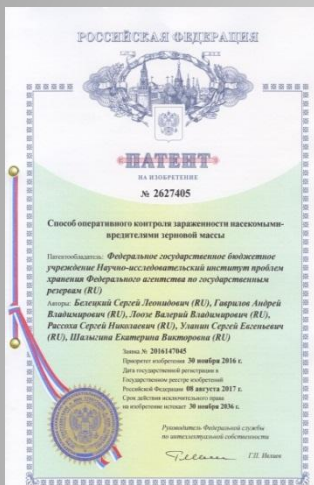 РОССИЙСКАЯ ФЕДЕРАЦИЯ
ПАТЕНТ
НА ИЗОБРЕТЕНИЕ
№ 2627405
Способ оперативного контроля зараженности насекомыми-
вредителями зерновой массы
Патентообладатель: Федеральное государственное бюджетное
учреждение Научно-исследовательский институт проблем
хранения Федерального агентства по государственным
резервам (RU)
Авторы: Белецкий Сергей Леонидович (RU), Гаврилов Андрей
Владимирович (RU), Лоозе Валерий Владимирович (RU),
Рассоха Сергей Николаевич (RU), Уланин Сергей Евгеньевич
(RU), Шалыгина Екатерина Викторовна (RU)
Заявка № 2016147045
Приоритет изобретения 30 ноября 2016 г.
Дата государственной регистрации в
Государственном реестре изобретений
Российской Федерации 08 августа 2017 г.
Срок действия исключительного права
на изобретение истекает 30 ноября 2036 г.
Руководитель Федеральной службы
по интеллектуальной собственности
Г.П. Ивлиев